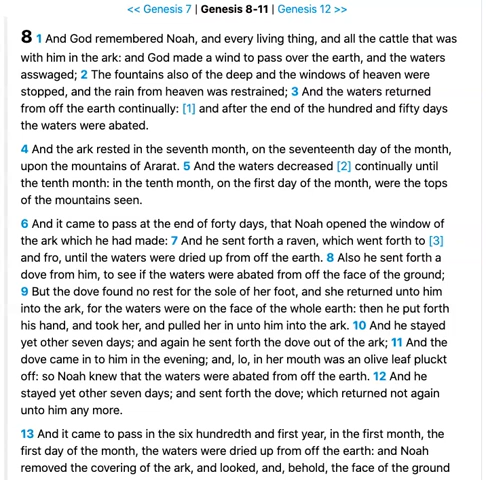 << Genesis 7 | Genesis 8-11 | Genesis 12 >>
8 1 And God remembered Noah, and every living thing, and all the cattle that was
with him in the ark: and God made a wind to pass over the earth, and the waters
asswaged; 2 The fountains also of the deep and the windows of heaven were
stopped, and the rain from heaven was restrained; 3 And the waters returned
from off the earth continually: [1] and after the end of the hundred and fifty days
the waters were abated.
4 And the ark rested in the seventh month, on the seventeenth day of the month,
upon the mountains of Ararat. 5 And the waters decreased [2] continually until
the tenth month: in the tenth month, on the first day of the month, were the tops
of the mountains seen.
6 And it came to pass at the end of forty days, that Noah opened the window of
the ark which he had made: 7 And he sent forth a raven, which went forth to [3]
and fro, until the waters were dried up from off the earth. 8 Also he sent forth a
dove from him, to see if the waters were abated from off the face of the ground;
9 But the dove found no rest for the sole of her foot, and she returned unto him
into the ark, for the waters were on the face of the whole earth: then he put forth
his hand, and took her, and pulled her in unto him into the ark. 10 And he stayed
yet other seven days; and again he sent forth the dove out of the ark; 11 And the
dove came in to him in the evening; and, lo, in her mouth was an olive leaf pluckt
off: so Noah knew that the waters were abated from off the earth. 12 And he
stayed yet other seven days; and sent forth the dove; which returned not again
unto him any more.
13 And it came to pass in the six hundredth and first year, in the first month, the
first day of the month, the waters were dried up from off the earth: and Noah
removed the covering of the ark, and looked, and, behold, the face of the ground